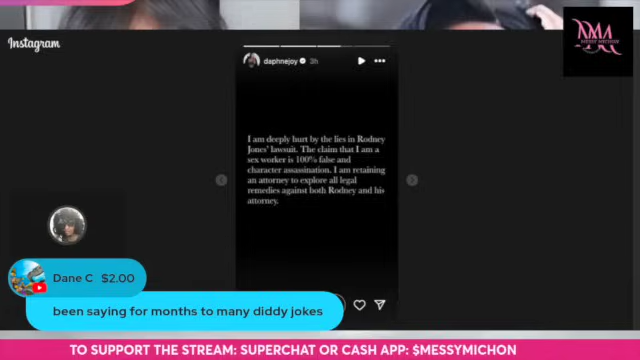 Instagram
daphnejoy 3h
I am deeply hurt by the lies in Rodney
Jones' lawsuit. The claim that I am a
sex worker is 100% false and
character assassination. I am retaining
an attorney to explore all legal
remedies against both Rodney and his
attorney.
Dane C $2.00
been saying for months to many diddy jokes
TO SUPPORT THE STREAM: SUPERCHAT OR CASH APP: $MESSYMICHON